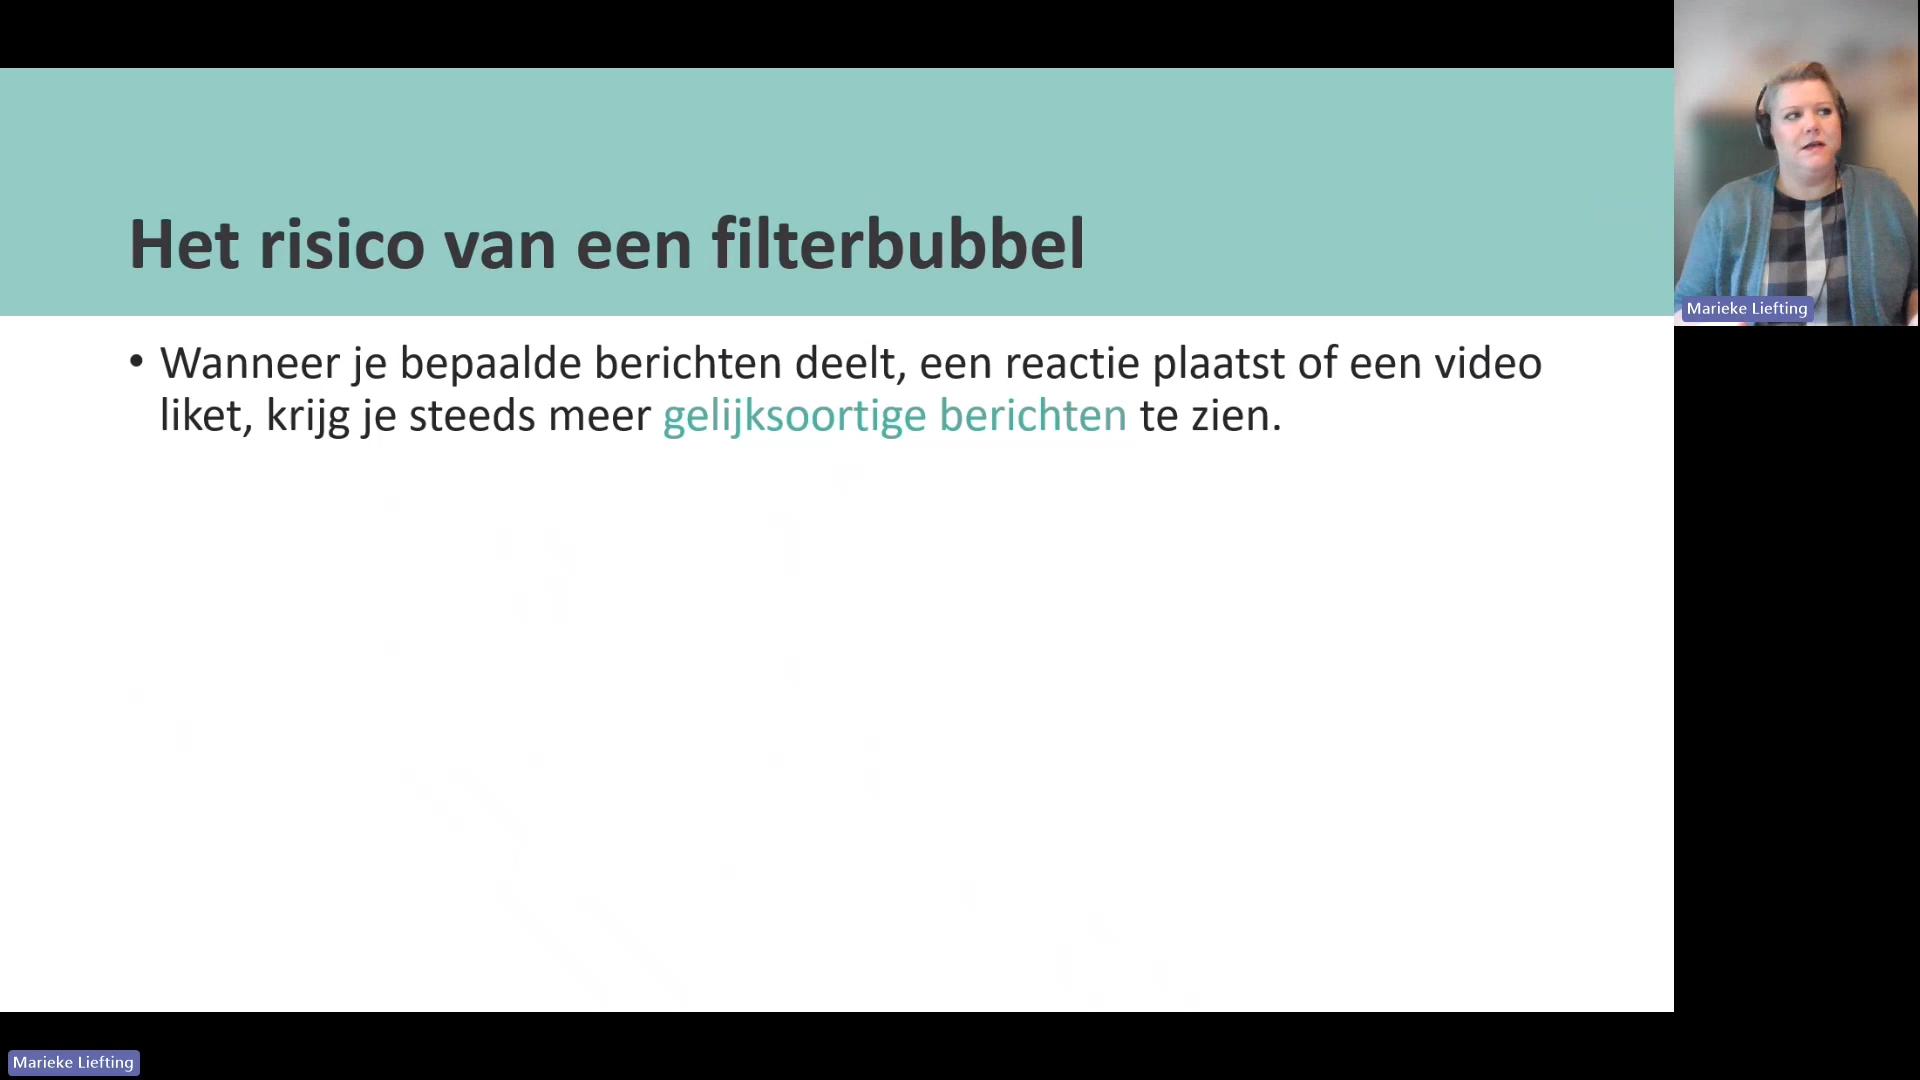 Het risico van een filterbubbel
• Wanneer je bepaalde berichten deelt, een reactie plaatst of een video
liket, krijg je steeds meer gelijksoortige berichten te zien.
Marieke Liefting
Marieke Liefting